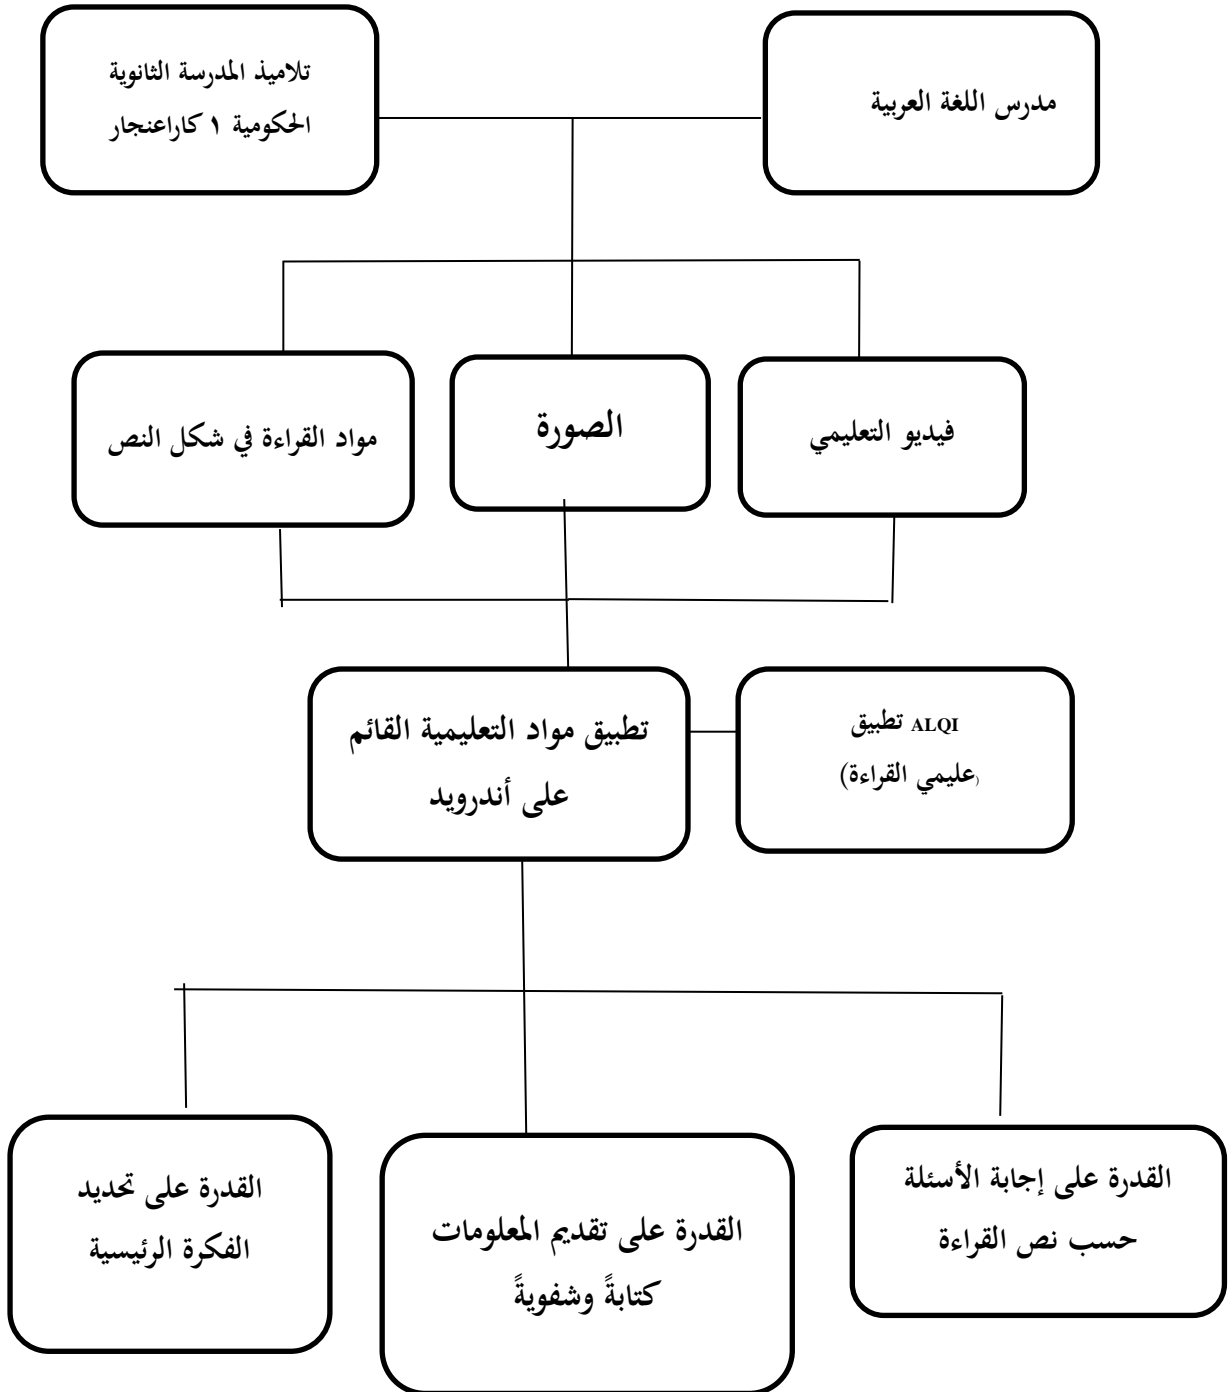 مدرس اللغة العربية
تلاميذ المدرسة الثانوية
الحكومية ١ كاراعنجار
فيديو التعليمي
الصورة
مواد القراءة في شكل النص
تطبيق مواد التعليمية القائم
على أندرويد
ALQI تطبيق
(عليمي القراءة)
القدرة على إجابة الأسئلة
حسب نص القراءة
القدرة على تقديم المعلومات
كتابةً وشفويةً
القدرة على تحديد
الفكرة الرئيسية